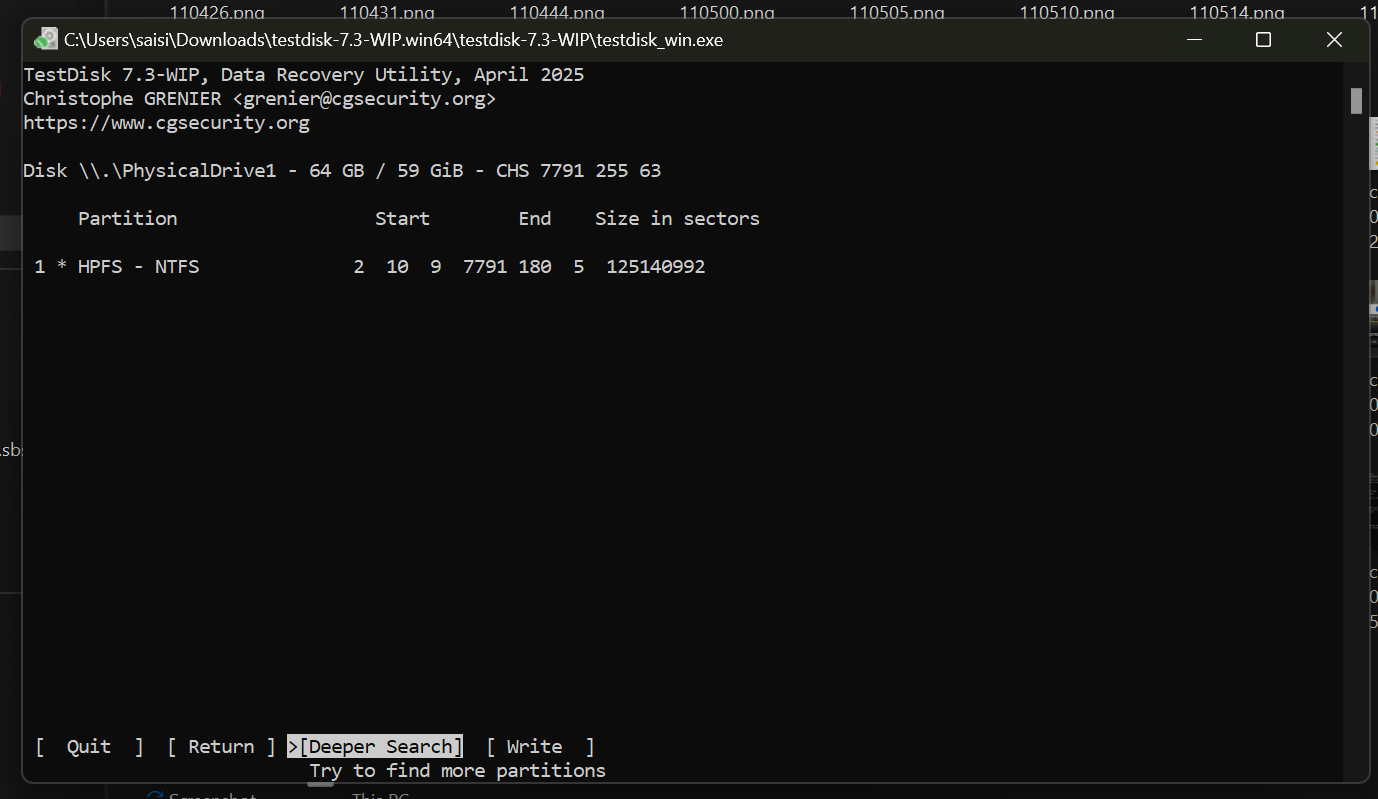 110426.png 110431.png 110444.png 110500.png 110505.png 110510.png 110514.png
C:\Users\saisi\Downloads\testdisk-7.3-WIP.win64\testdisk-7.3-WIP\testdisk_win.exe
TestDisk 7.3-WIP, Data Recovery Utility, April 2025
Christophe GRENIER <grenier@cgsecurity.org>
https://www.cgsecurity.org
Disk \\.\PhysicalDrive1 - 64 GB / 59 GiB - CHS 7791 255 63
Partition Start End Size in sectors
1 * HPFS - NTFS 2 10 9 7791 180 5 125140992
.sb
[ Quit ] [ Return ] >[Deeper Search] [ Write ]
Try to find more partitions
Screenshot This PC